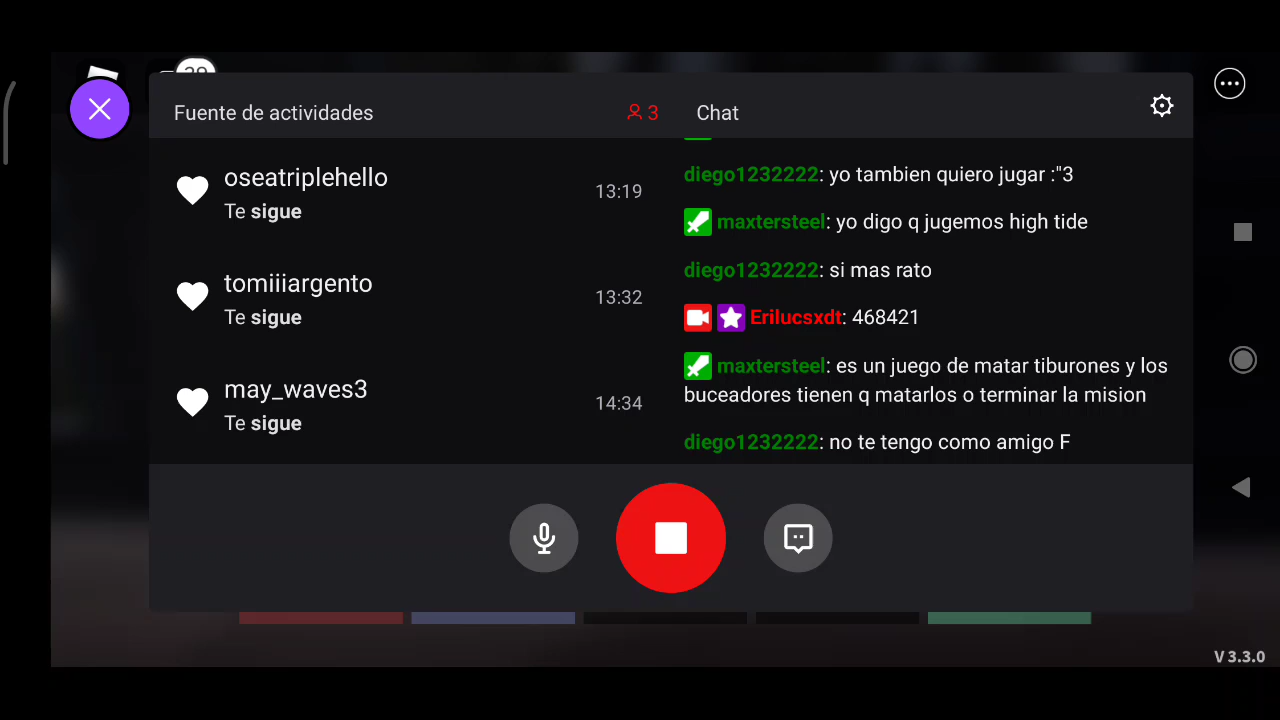 Fuente de actividades
3
Chat
oseatriplehello
Te sigue
13:19
tomiiiargento
Te sigue
13:32
may_waves3
Te sigue
14:34
diego1232222: yo tambien quiero jugar :"3
maxtersteel: yo digo q jugemos high tide
diego1232222: si mas rato
Erilucsxdt: 468421
maxtersteel: es un juego de matar tiburones y los
buceadores tienen q matarlos o terminar la mision
diego1232222: no te tengo como amigo F
V 3.3.0